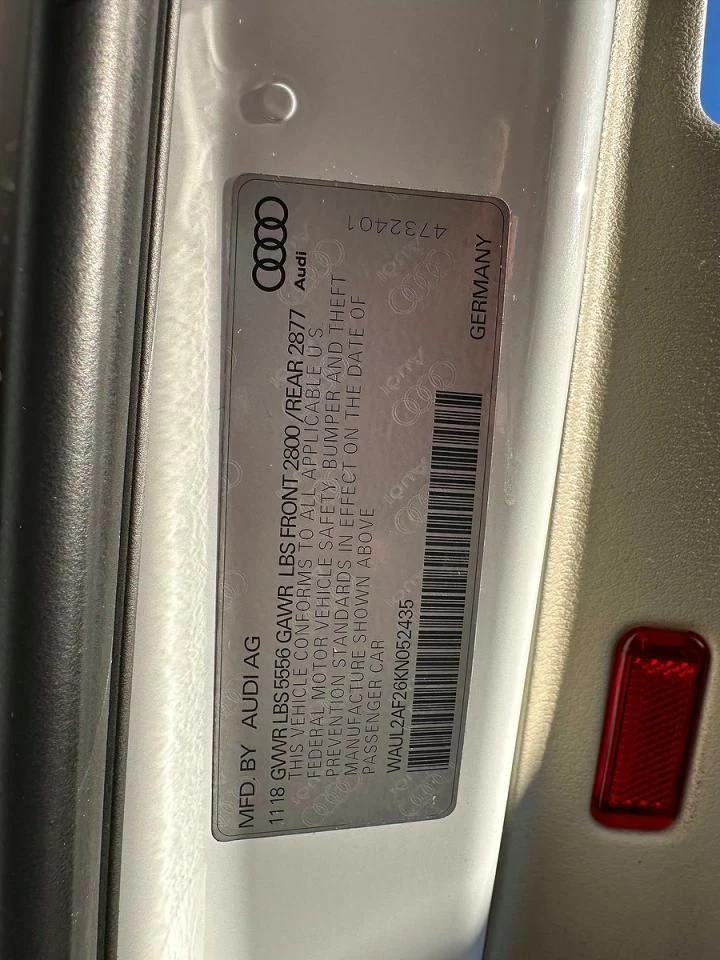 MFD. BY AUDI AG
Audi
11 18 GVWR LBS 5556 GAWR LBS FRONT 2800 /REAR 2877
THIS VEHICLE CONFORMS TO ALL APPLICABLE U.S.
FEDERAL MOTOR VEHICLE SAFETY, BUMPER AND THEFT
PREVENTION STANDARDS IN EFFECT ON THE DATE OF
MANUFACTURE SHOWN ABOVE
PASSENGER CAR
WAUL2AF26KN052435
GERMANY
4732401